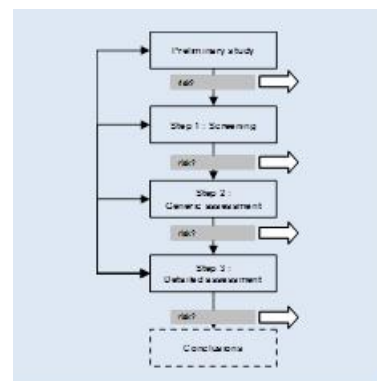 Preliminary study
risk?
Step 1 : Screening
risk?
Step 2 :
Generic assessment
risk?
Step 3 :
Detailed assessment
risk?
Conclusions